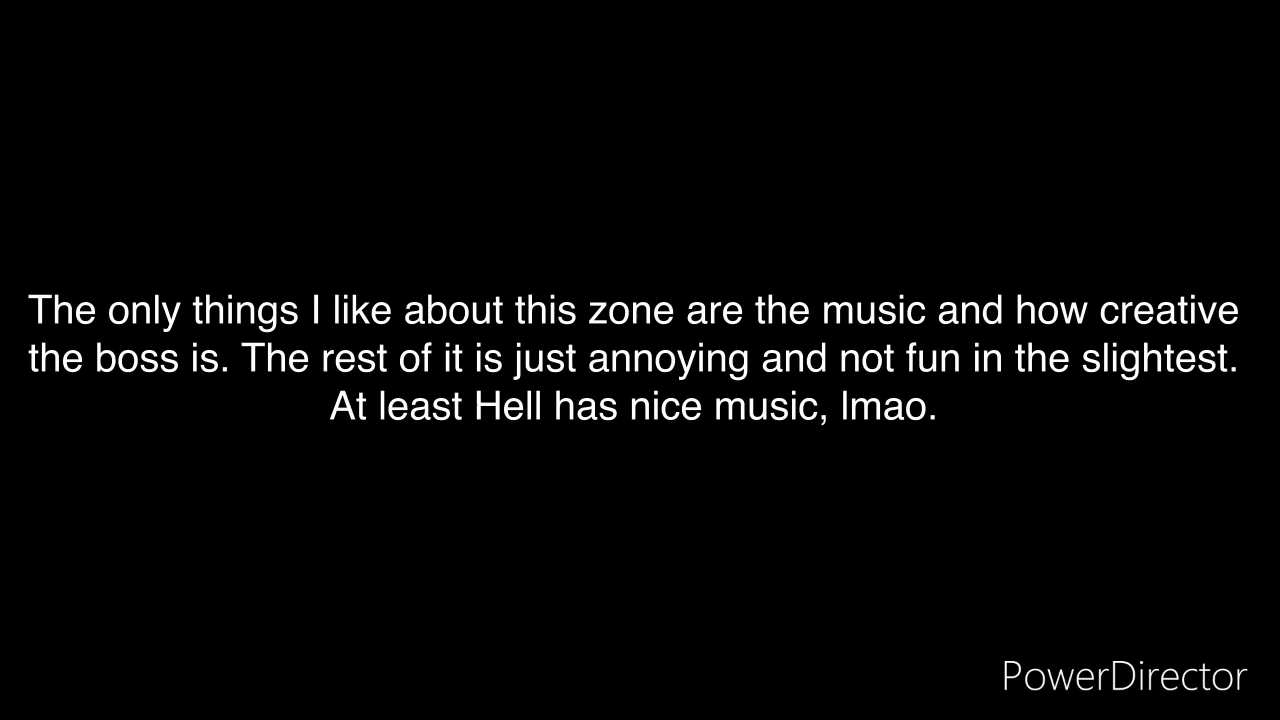 The only things I like about this zone are the music and how creative
the boss is. The rest of it is just annoying and not fun in the slightest.
At least Hell has nice music, lmao.
PowerDirector